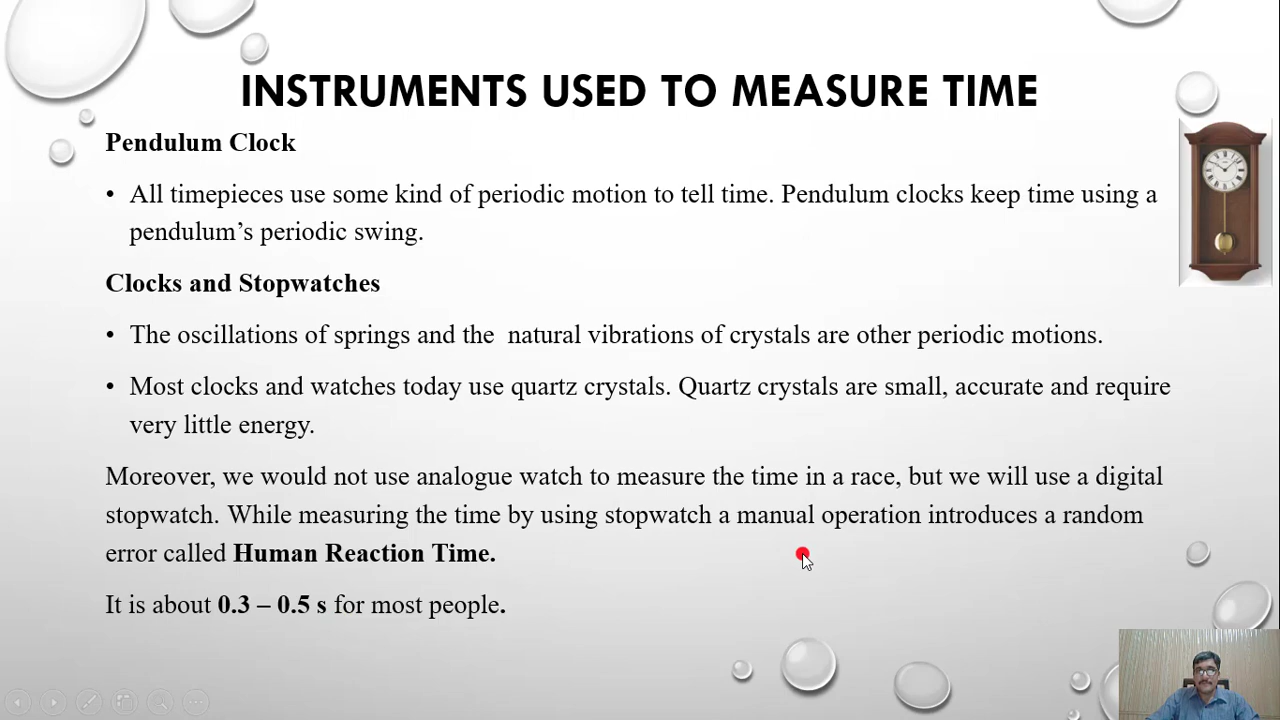 INSTRUMENTS USED TO MEASURE TIME
Pendulum Clock
• All timepieces use some kind of periodic motion to tell time. Pendulum clocks keep time using a
pendulum’s periodic swing.
Clocks and Stopwatches
• The oscillations of springs and the  natural vibrations of crystals are other periodic motions.
• Most clocks and watches today use quartz crystals. Quartz crystals are small, accurate and require
very little energy.
Moreover, we would not use analogue watch to measure the time in a race, but we will use a digital
stopwatch. While measuring the time by using stopwatch a manual operation introduces a random
error called Human Reaction Time.
It is about 0.3 – 0.5 s for most people.